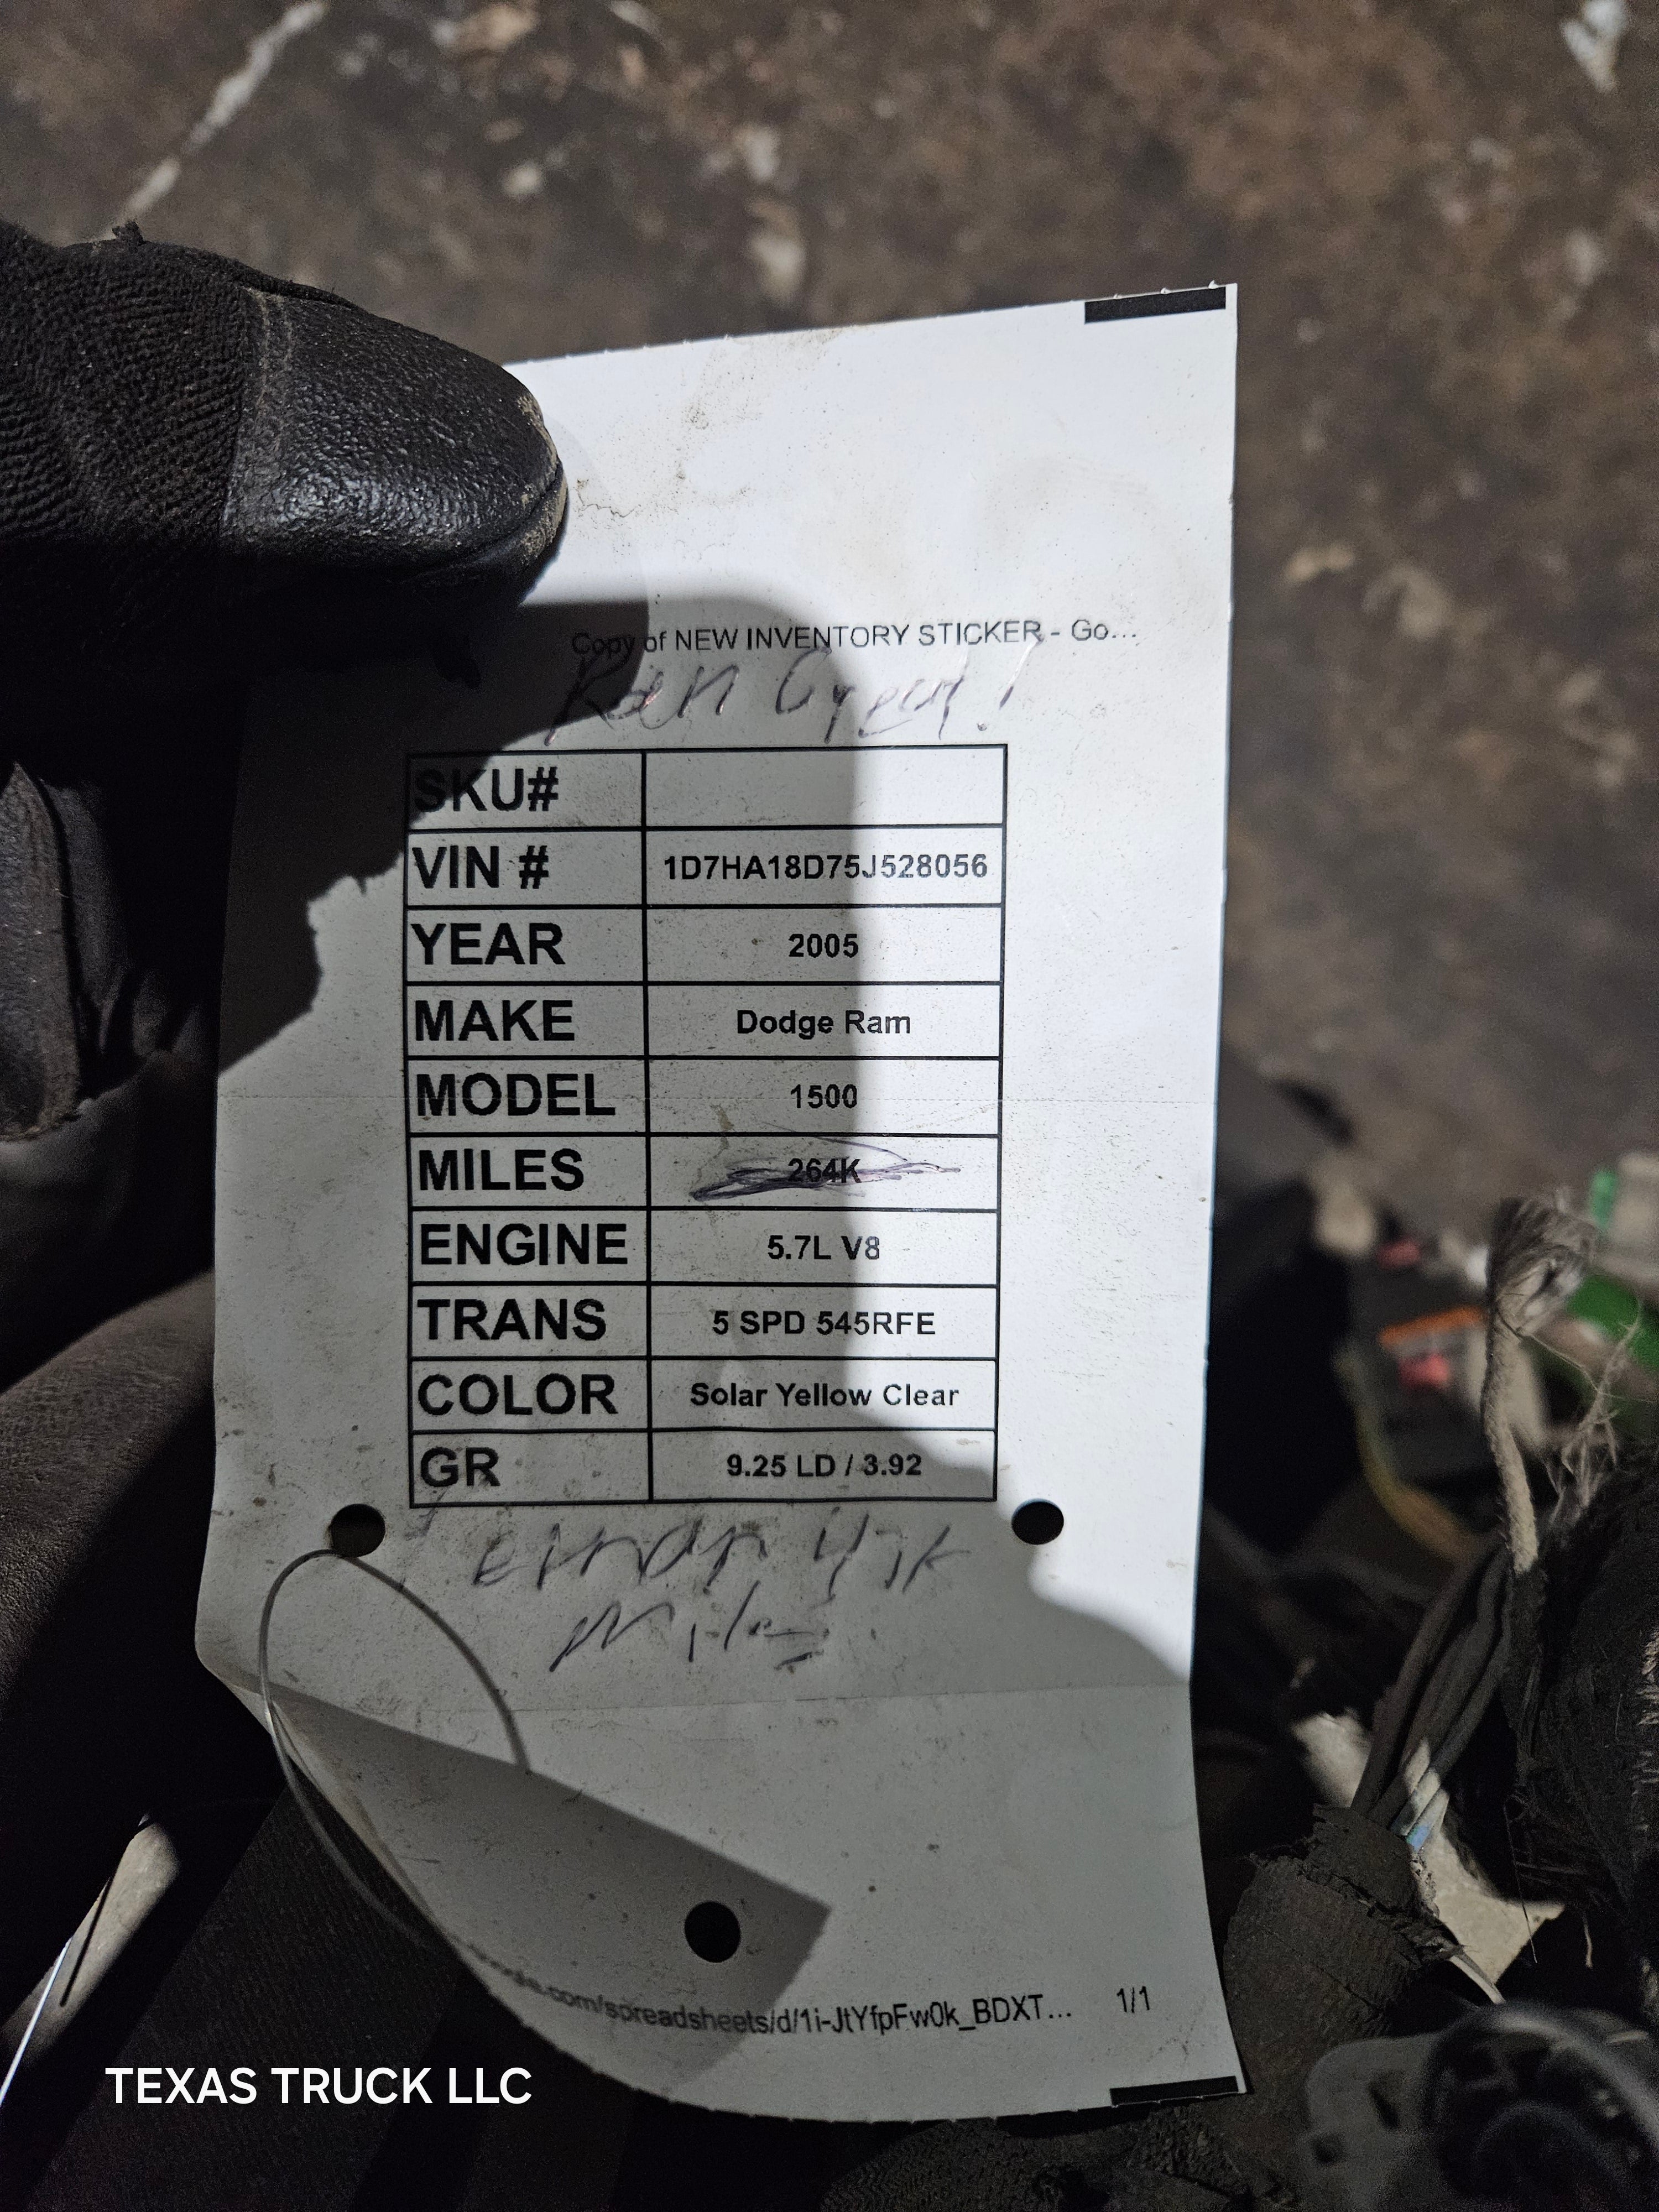 Copy of NEW INVENTORY STICKER - Go...
Ran
SKU#
VIN # 1D7HA18D75J528056
YEAR 2005
MAKE Dodge Ram
MODEL 1500
MILES 264K
ENGINE 5.7L V8
TRANS 5 SPD 545RFE
COLOR Solar Yellow Clear
GR 9.25 LD / 3.92
Miles
.com/spreadsheets/d/1i-JtYfpFw0k_BDXT... 1/1
TEXAS TRUCK LLC